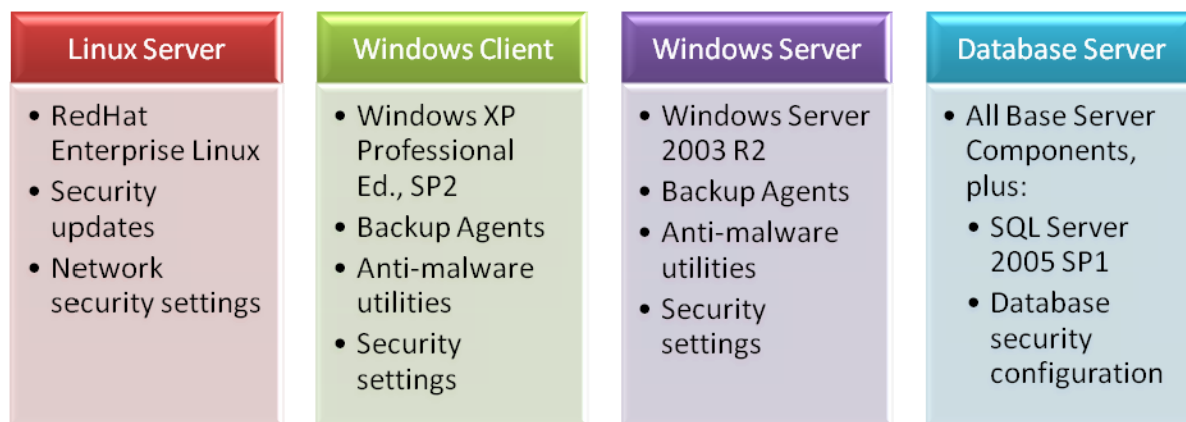 Linux Server
• RedHat
Enterprise Linux
• Security
updates
• Network
security settings
Windows Client
• Windows XP
Professional
Ed., SP2
• Backup Agents
• Anti-malware
utilities
• Security
settings
Windows Server
• Windows Server
2003 R2
• Backup Agents
• Anti-malware
utilities
• Security
settings
Database Server
• All Base Server
Components,
plus:
• SQL Server
2005 SP1
• Database
security
configuration